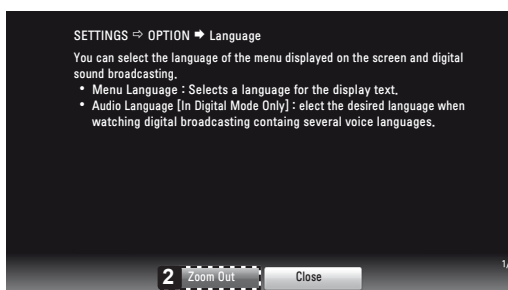 SETTINGS ⇨ OPTION ➡ Language
You can select the language of the menu displayed on the screen and digital
sound broadcasting.
• Menu Language : Selects a language for the display text.
• Audio Language [In Digital Mode Only] : elect the desired language when
watching digital broadcasting containg several voice languages.
1/
2 Zoom Out Close